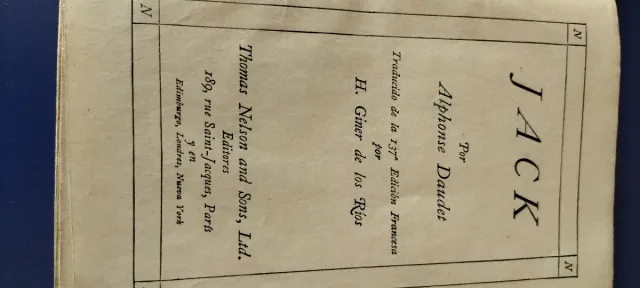 N N
JACK
Por
Alphonse Daudet
Traducido de la 137ª Edición Francesa
por
H. Giner de los Ríos
Thomas Nelson and Sons, Ltd.
Editores
189, rue Saint-Jacques, París
y en
Edimburgo, Londres, Nueva York
N